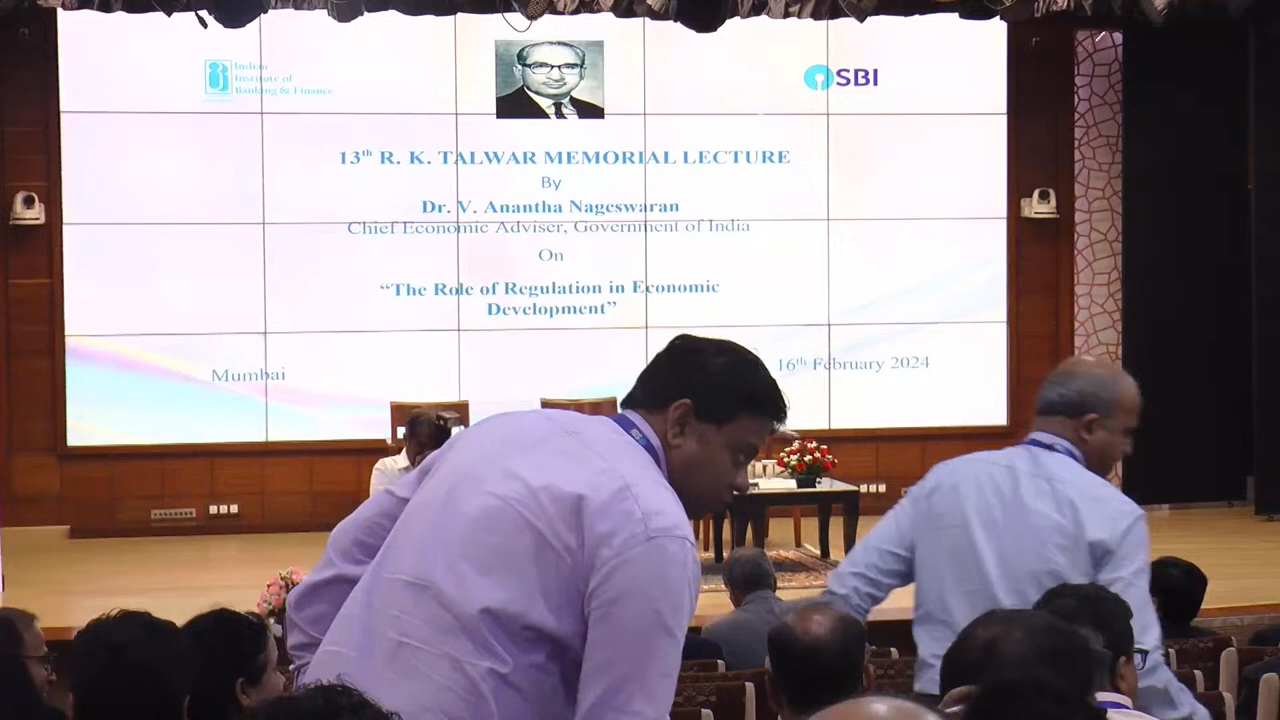 Indian
Institute of
Banking & Finance
SBI
13th R. K. TALWAR MEMORIAL LECTURE
By
Dr. V. Anantha Nageswaran
Chief Economic Adviser, Government of India
On
“The Role of Regulation in Economic
Development”
Mumbai
16th February 2024